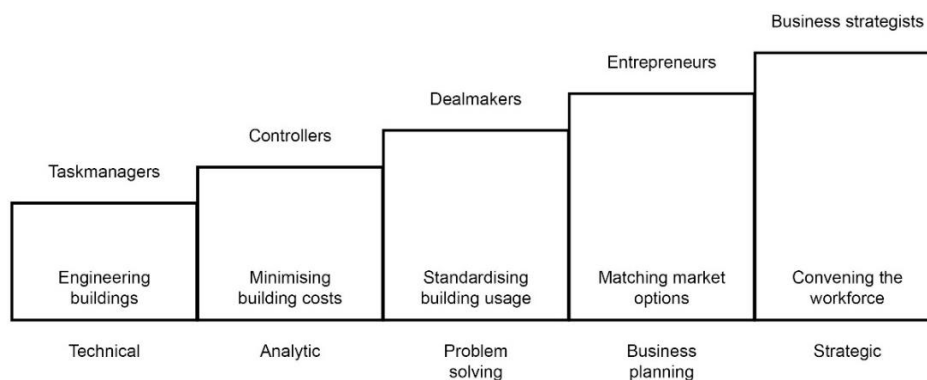 Business strategists
Entrepreneurs
Dealmakers
Controllers
Taskmanagers
Engineering
buildings
Minimising
building costs
Standardising
building usage
Matching market
options
Convening the
workforce
Technical
Analytic
Problem
solving
Business
planning
Strategic